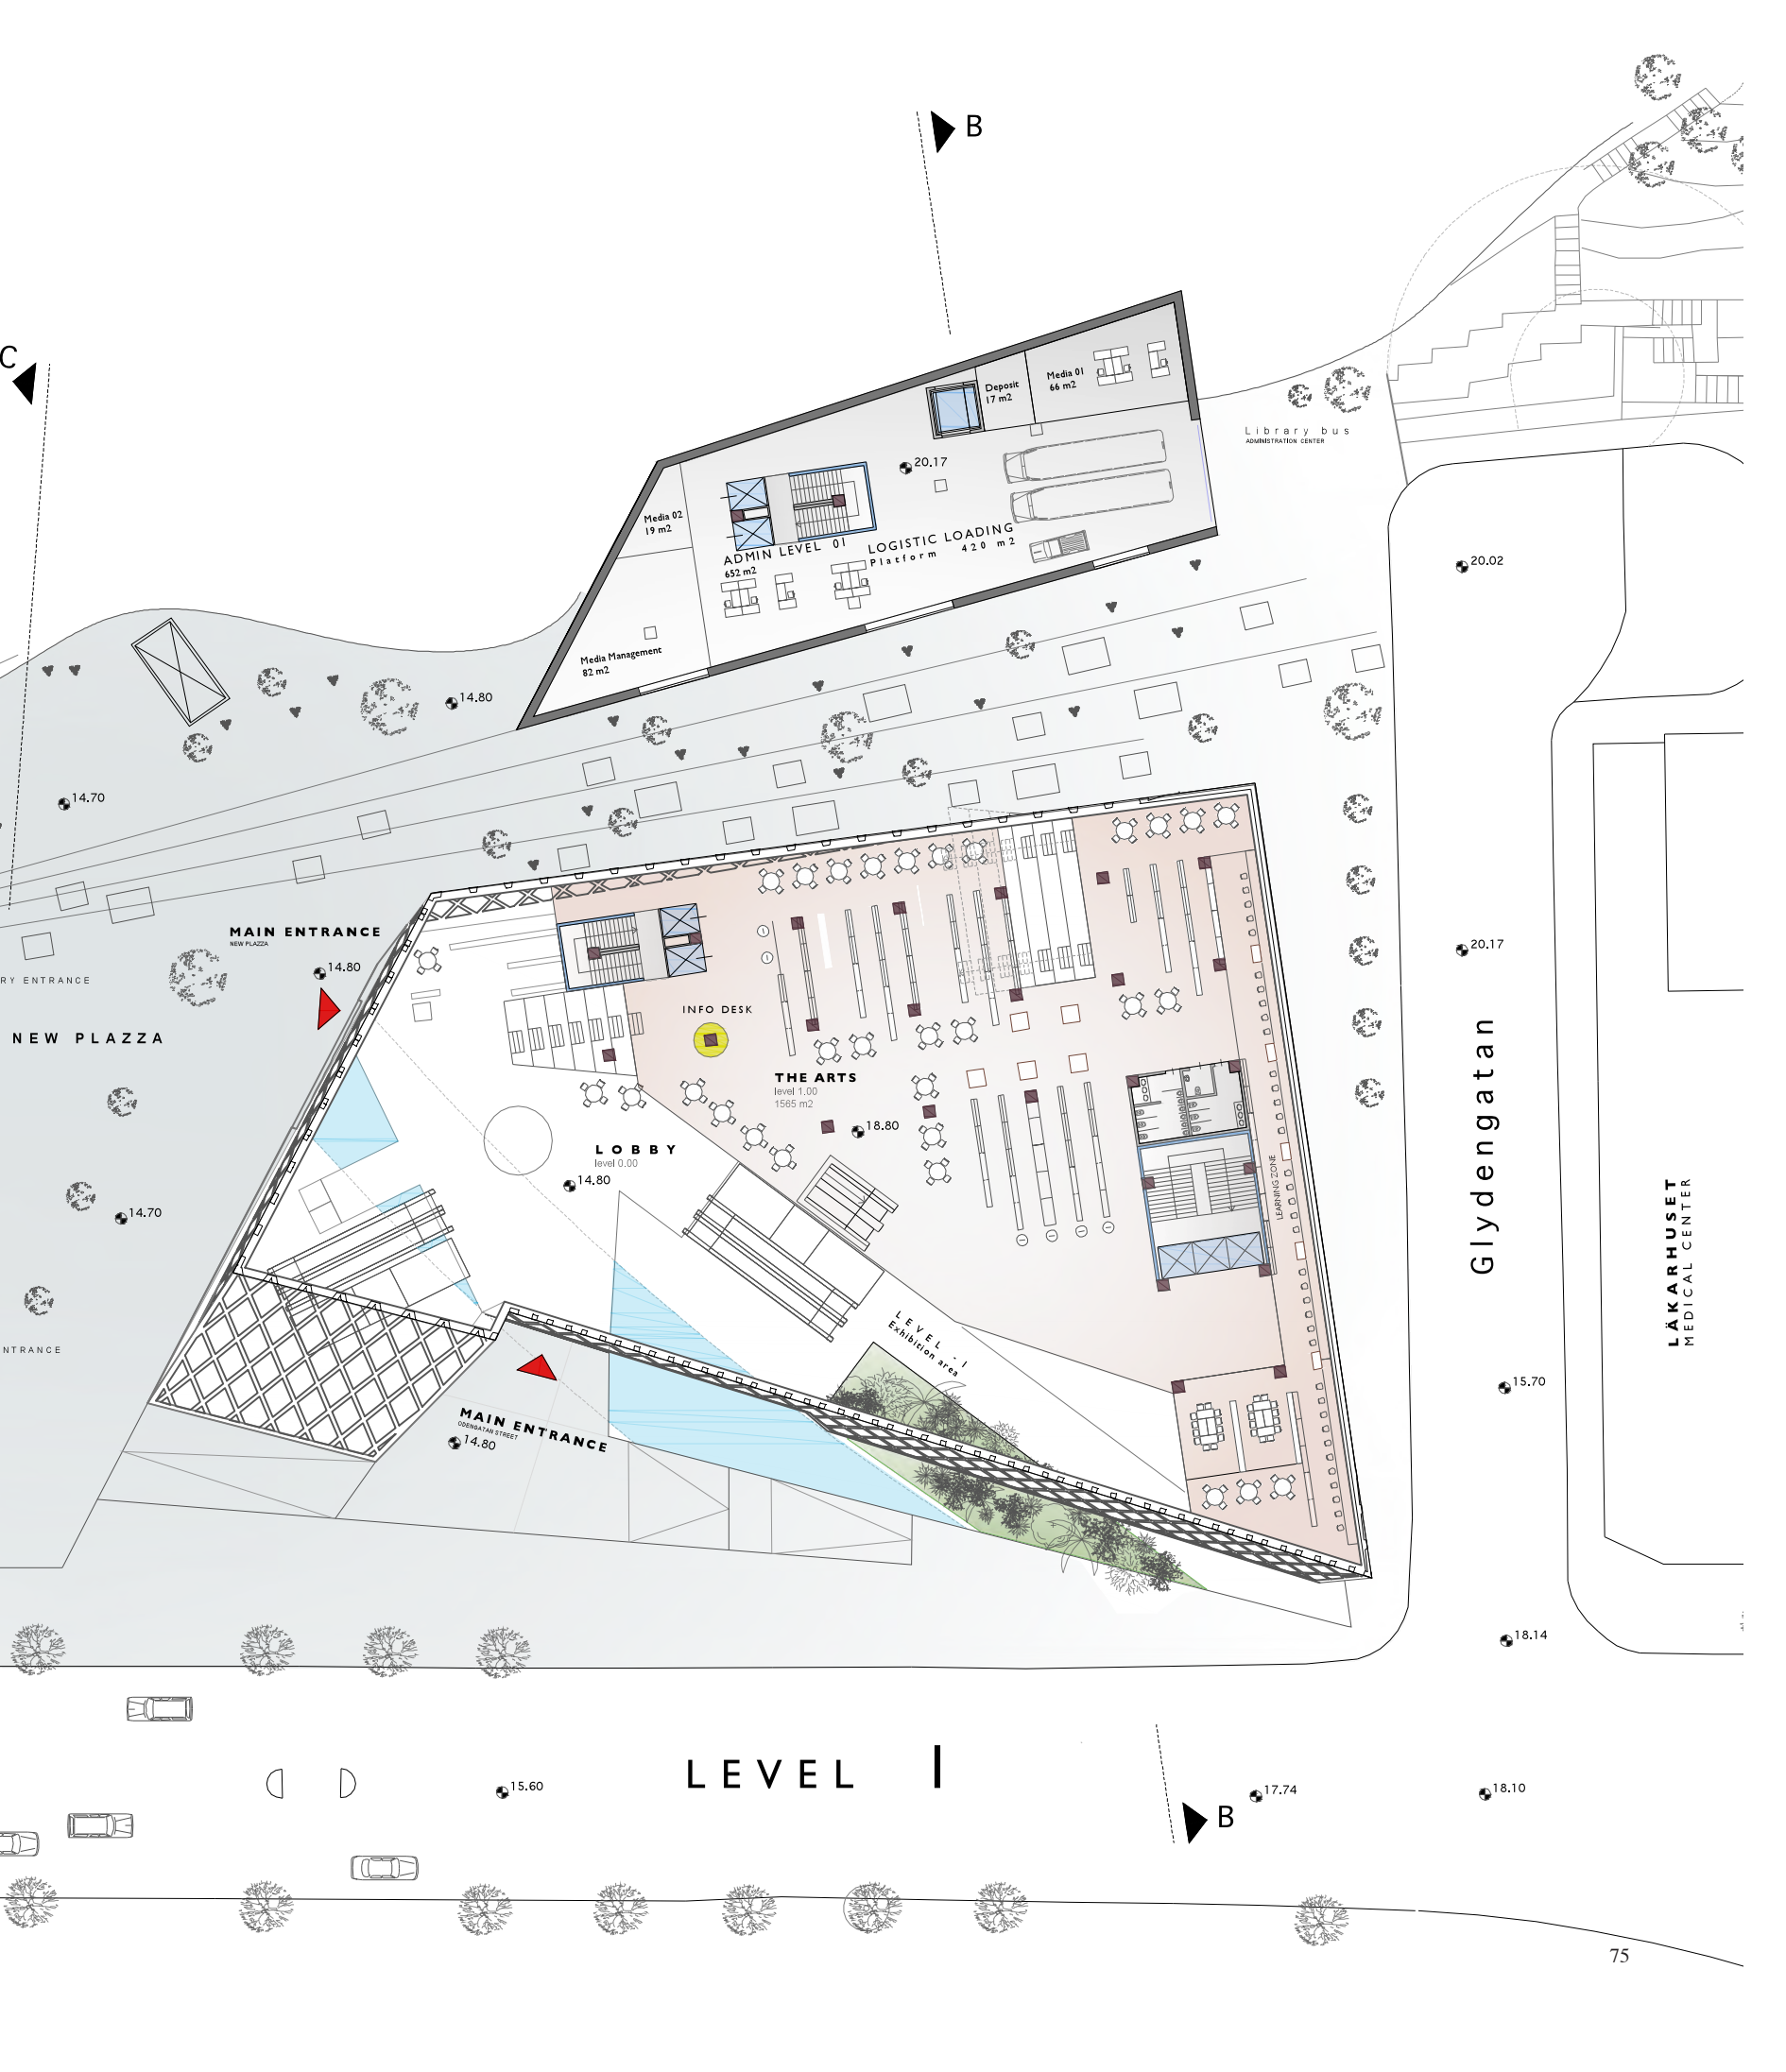 B
C
Deposit
17 m2
Media 01
66 m2
Library bus
ADMINISTRATION CENTER
20.17
Media 02
19 m2
ADMIN LEVEL 01
652 m2
LOGISTIC LOADING
Platform 420 m2
20.02
Media Management
82 m2
14.80
14.70
MAIN ENTRANCE
NEW PLAZZA
14.80
RY ENTRANCE
NEW PLAZZA
INFO DESK
THE ARTS
level 1.00
1565 m2
18.80
LOBBY
level 0.00
14.80
14.70
20.17
Glydengatan
LEARNING ZONE
LÄKARHUSET
MEDICAL CENTER
LEVEL -1
Exhibition area
NTRANCE
15.70
MAIN ENTRANCE
ODENGATAN STREET
14.80
18.14
LEVEL 1
15.60
B
17.74
18.10
75